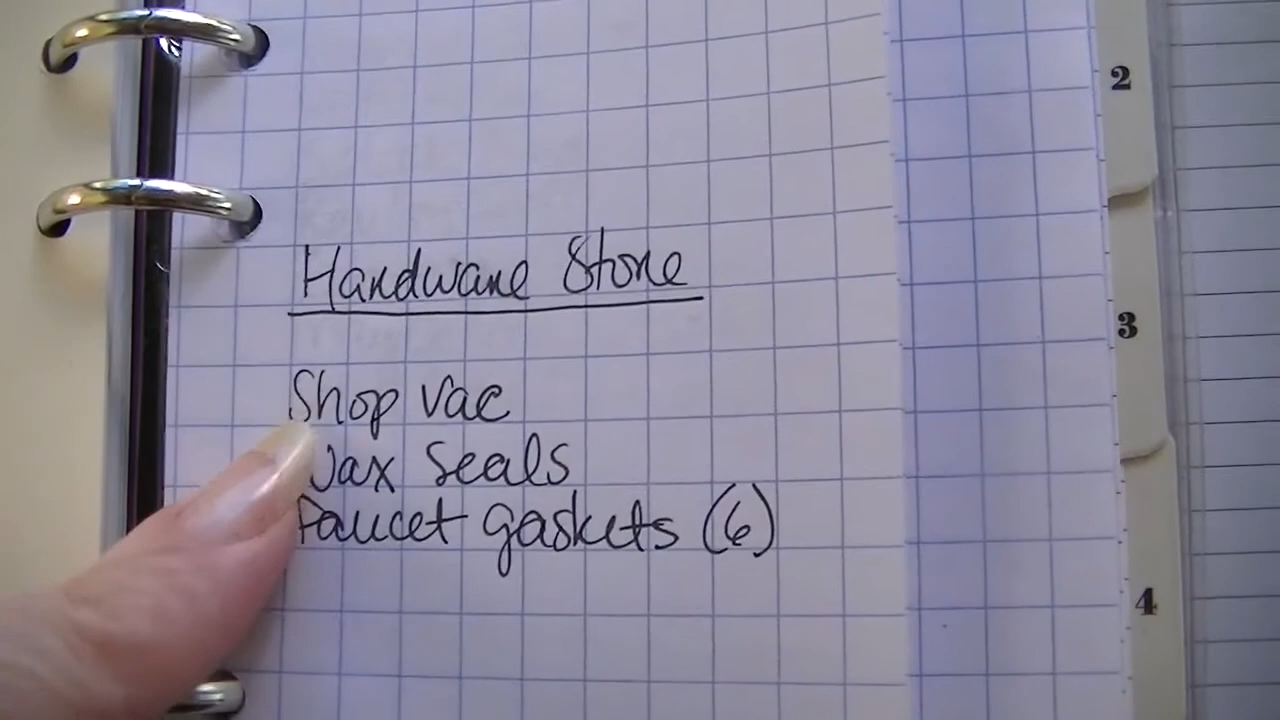 Hardware Store
Shop vac
Wax Seals
Faucet gaskets (6)
2
3
4